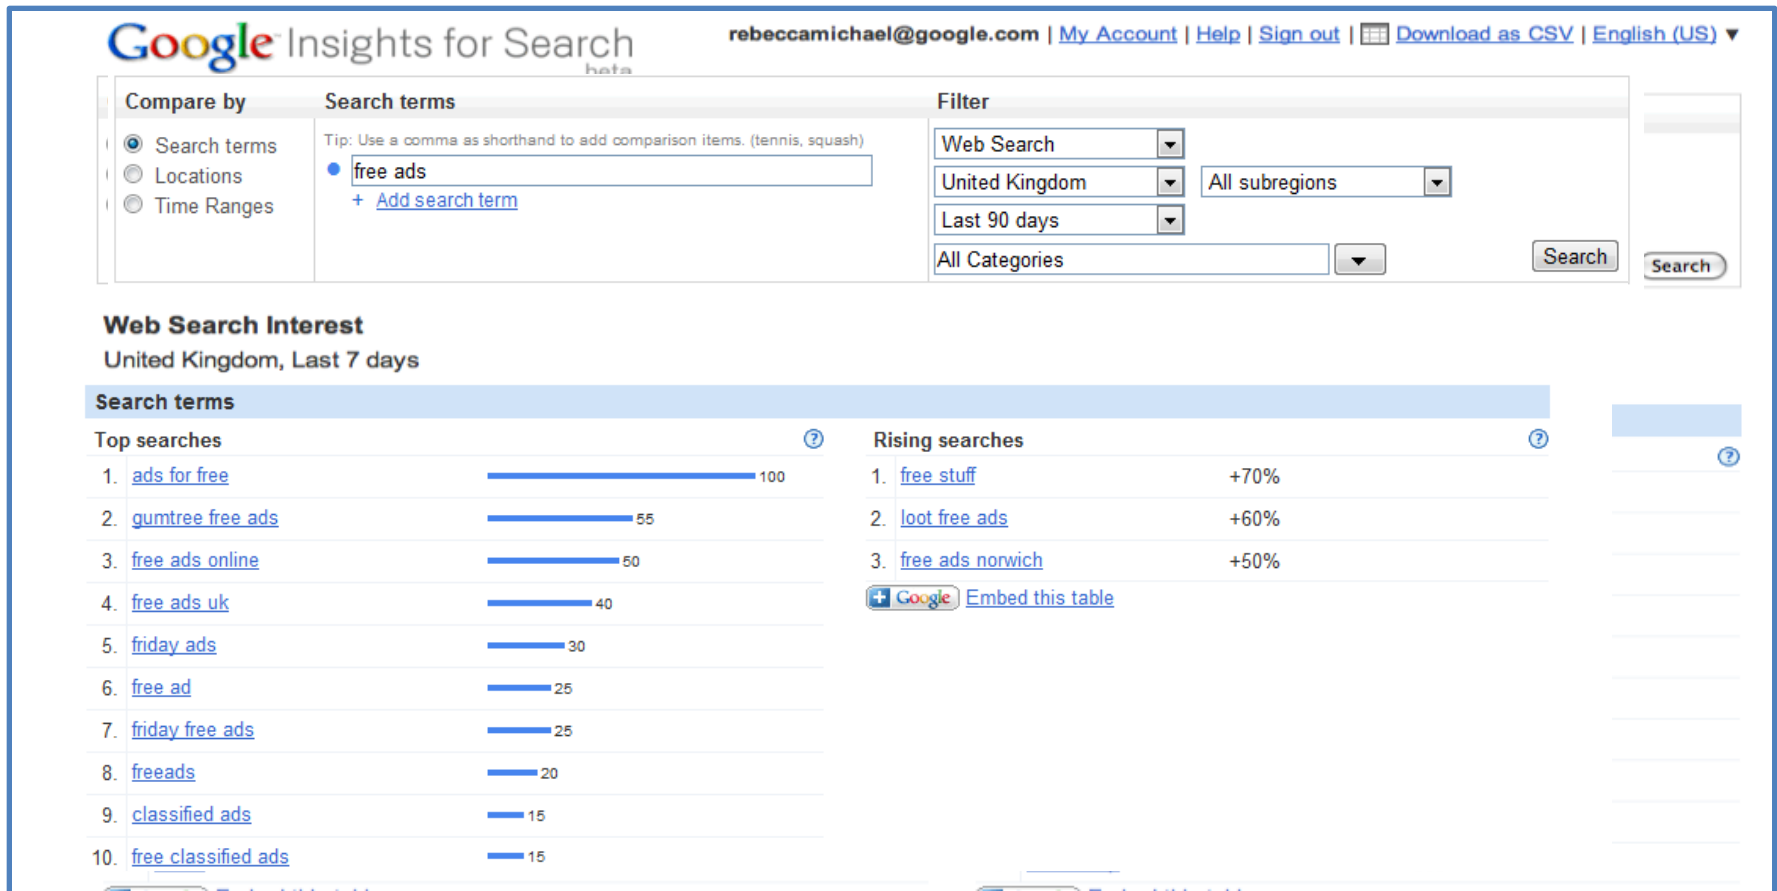 Google Insights for Search
beta
rebeccamichael@google.com | My Account | Help | Sign out | Download as CSV | English (US) ▼
Compare by
Search terms
Locations
Time Ranges
Search terms
Tip: Use a comma as shorthand to add comparison items. (tennis, squash)
free ads
+ Add search term
Filter
Web Search
United Kingdom
All subregions
Last 90 days
All Categories
Search
Search
Web Search Interest
United Kingdom, Last 7 days
Search terms
Top searches
1. ads for free 100
2. gumtree free ads 55
3. free ads online 50
4. free ads uk 40
5. friday ads 30
6. free ad 25
7. friday free ads 25
8. freeads 20
9. classified ads 15
10. free classified ads 15
Rising searches
1. free stuff +70%
2. loot free ads +60%
3. free ads norwich +50%
Google Embed this table